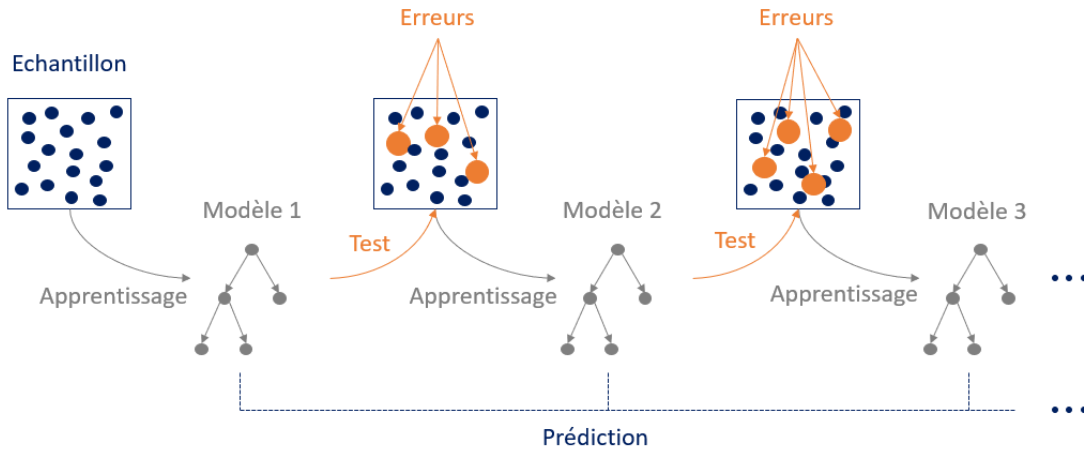 Erreurs
Erreurs
Echantillon
Modèle 1
Modèle 2
Modèle 3
Test
Test
Apprentissage
Apprentissage
Apprentissage
Prédiction